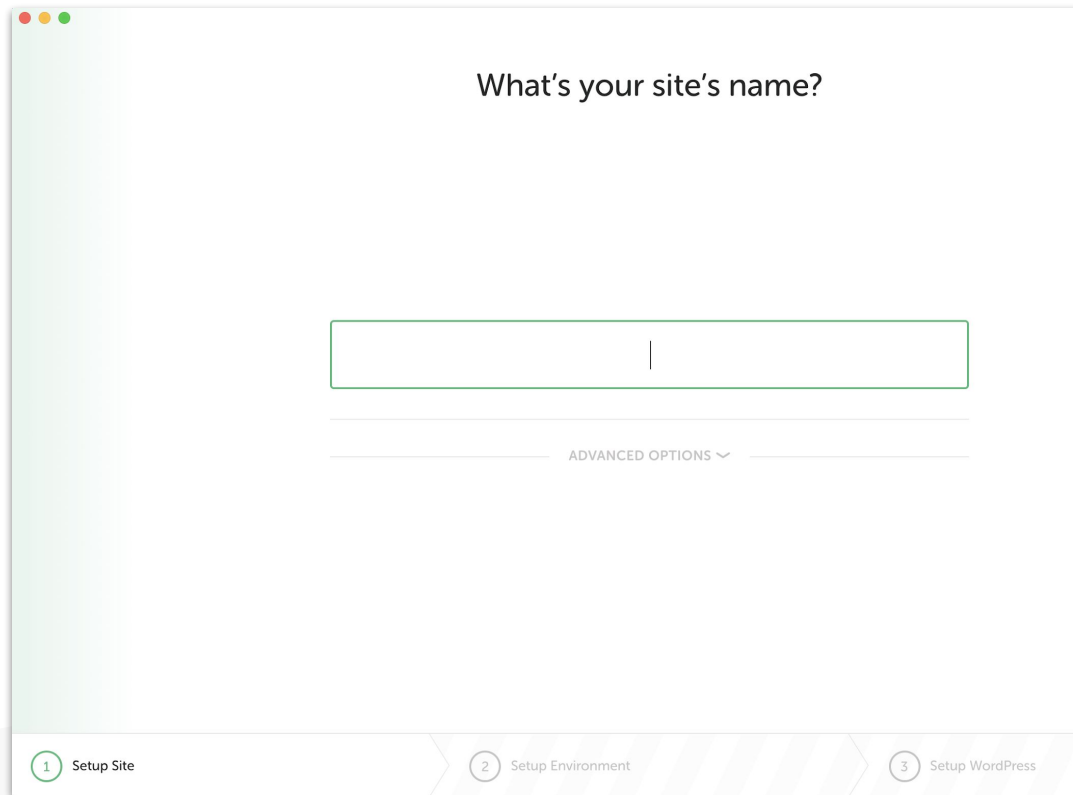 What’s your site’s name?
ADVANCED OPTIONS
1 Setup Site
2 Setup Environment
3 Setup WordPress